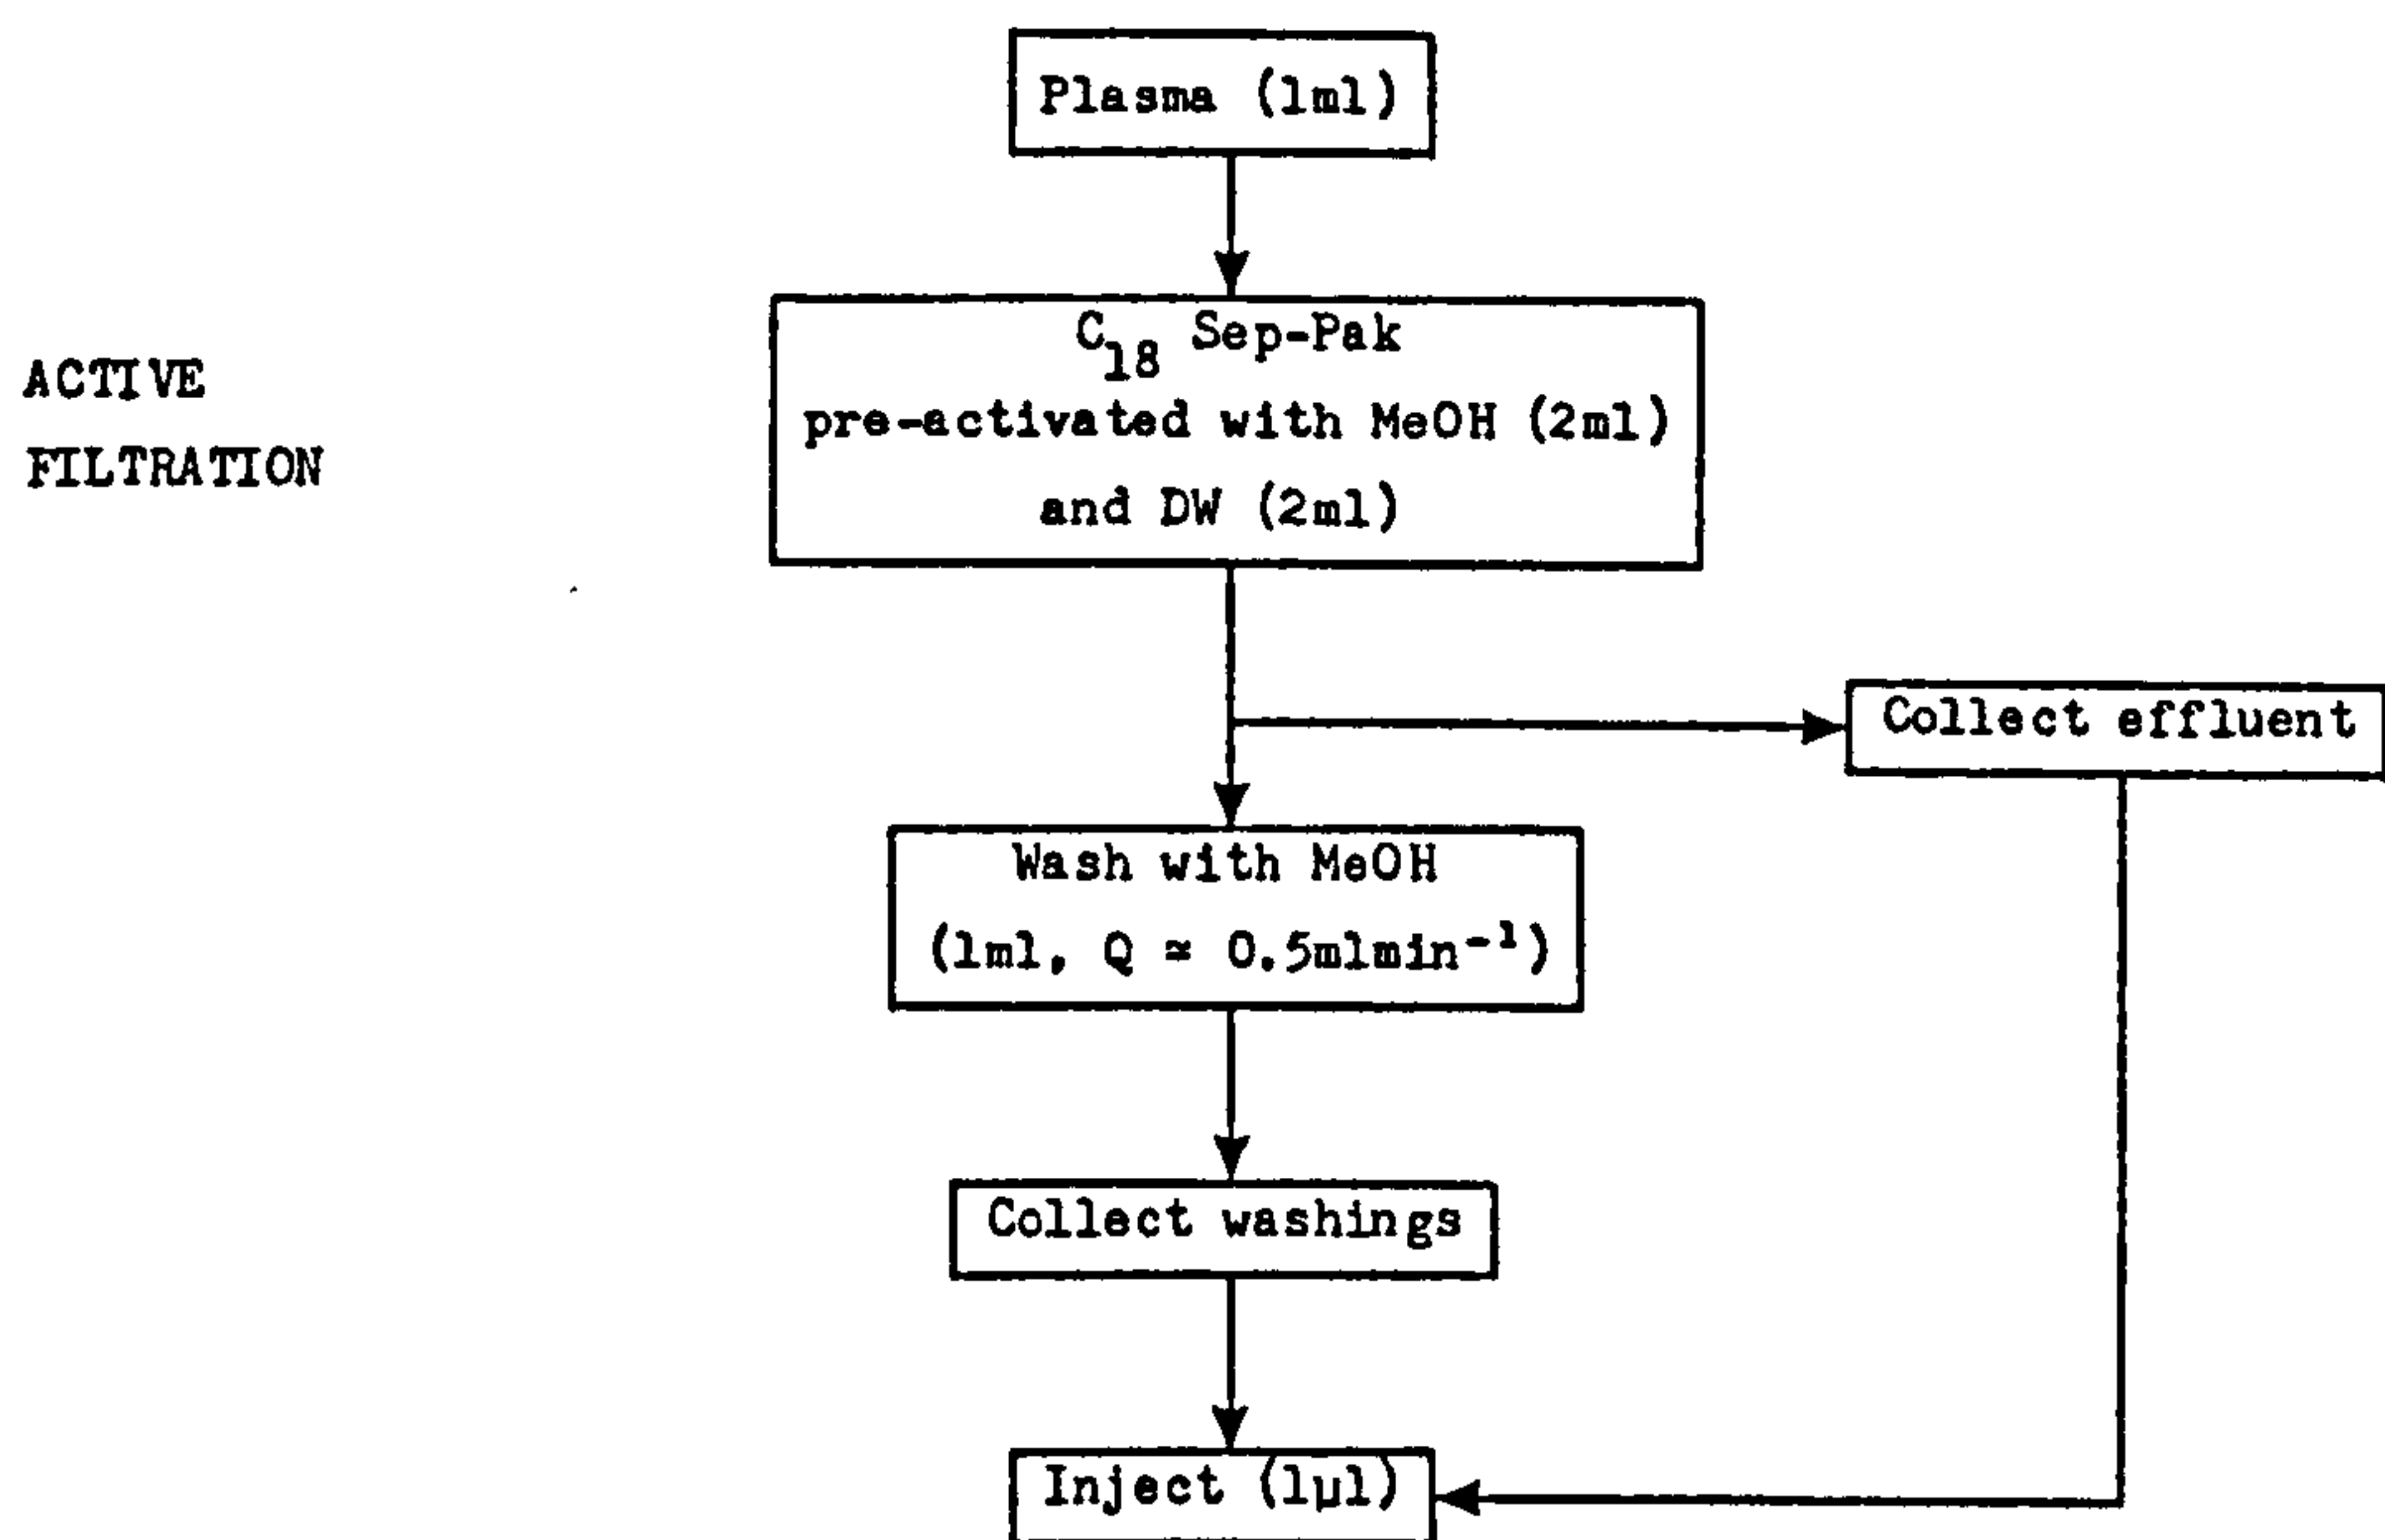 Plasma (1ml)
C₁₈ Sep-Pak
pre-activated with MeOH (2ml)
and DW (2ml)
ACTIVE
FILTRATION
Collect effluent
Wash with MeOH
(1ml, Q ≃ 0.5mlmin⁻¹)
Collect washings
Inject (1µl)